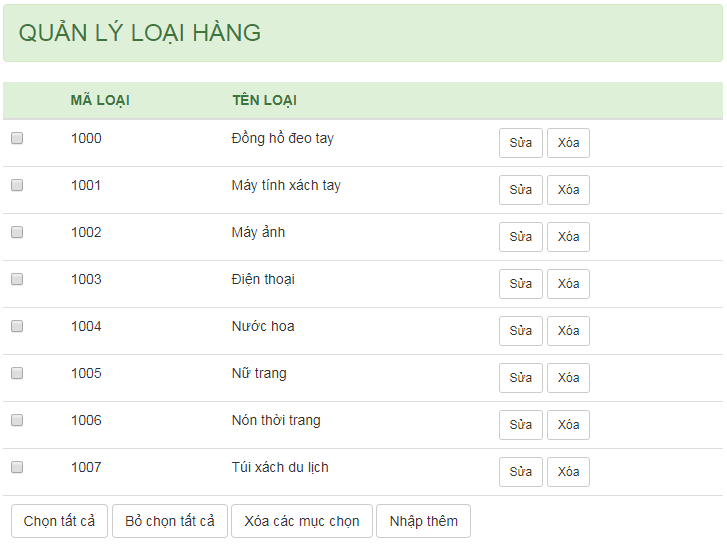 QUẢN LÝ LOẠI HÀNG
MÃ LOẠI TÊN LOẠI
1000 Đồng hồ đeo tay Sửa Xóa
1001 Máy tính xách tay Sửa Xóa
1002 Máy ảnh Sửa Xóa
1003 Điện thoại Sửa Xóa
1004 Nước hoa Sửa Xóa
1005 Nữ trang Sửa Xóa
1006 Nón thời trang Sửa Xóa
1007 Túi xách du lịch Sửa Xóa
Chọn tất cả Bỏ chọn tất cả Xóa các mục chọn Nhập thêm